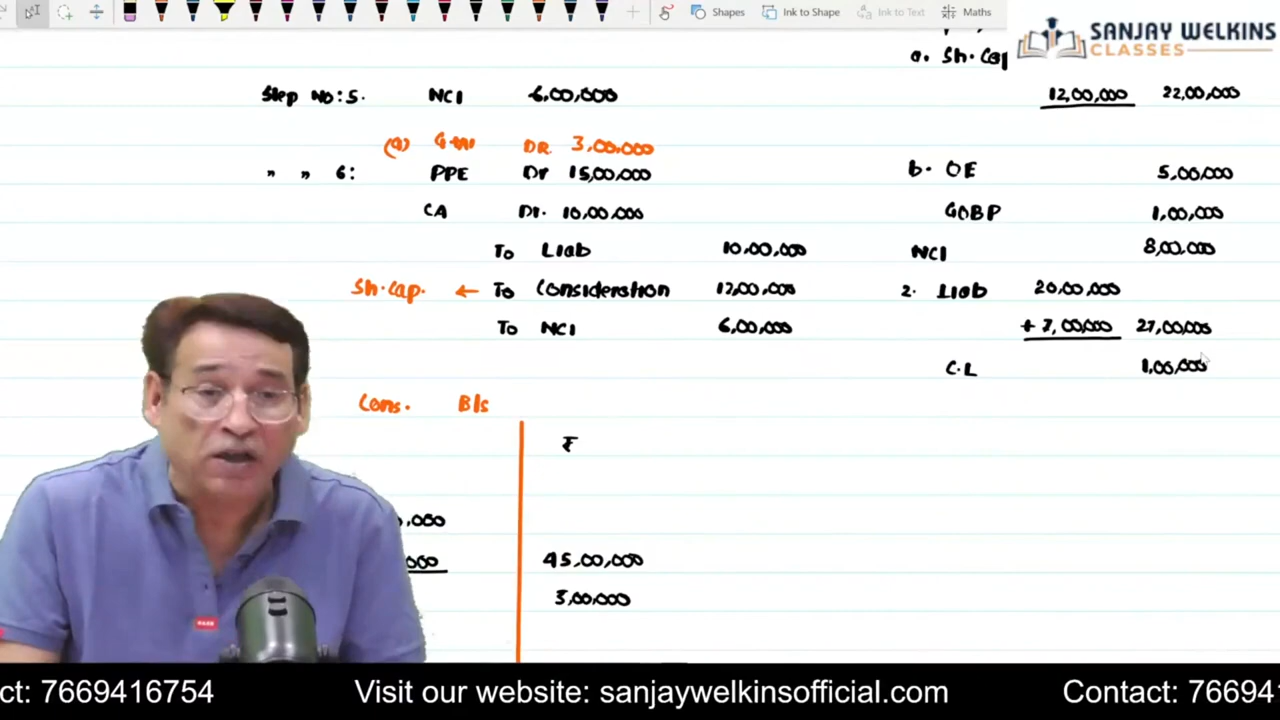 Shapes Ink to Shape Ink to Text Maths
SANJAY WELKINS
CLASSES
a. Sh. Cap
Step No: 5. NCI 6,00,000
12,00,000 22,00,000
(a) G.W DR. 3,00,000
" " 6: PPE Dr 15,00,000
CA Dr. 10,00,000
To Liab 10,00,000
Sh. Cap. ← To Consideration 12,00,000
To NCI 6,00,000
b. OE 5,00,000
GOBP 1,00,000
NCI 8,00,000
2. Liab 20,00,000
+ 7,00,000 27,00,000
C.L 1,00,000
Cons. B/s
₹
,000
000 45,00,000
3,00,000
ct: 7669416754 Visit our website: sanjaywelkinsofficial.com Contact: 76694